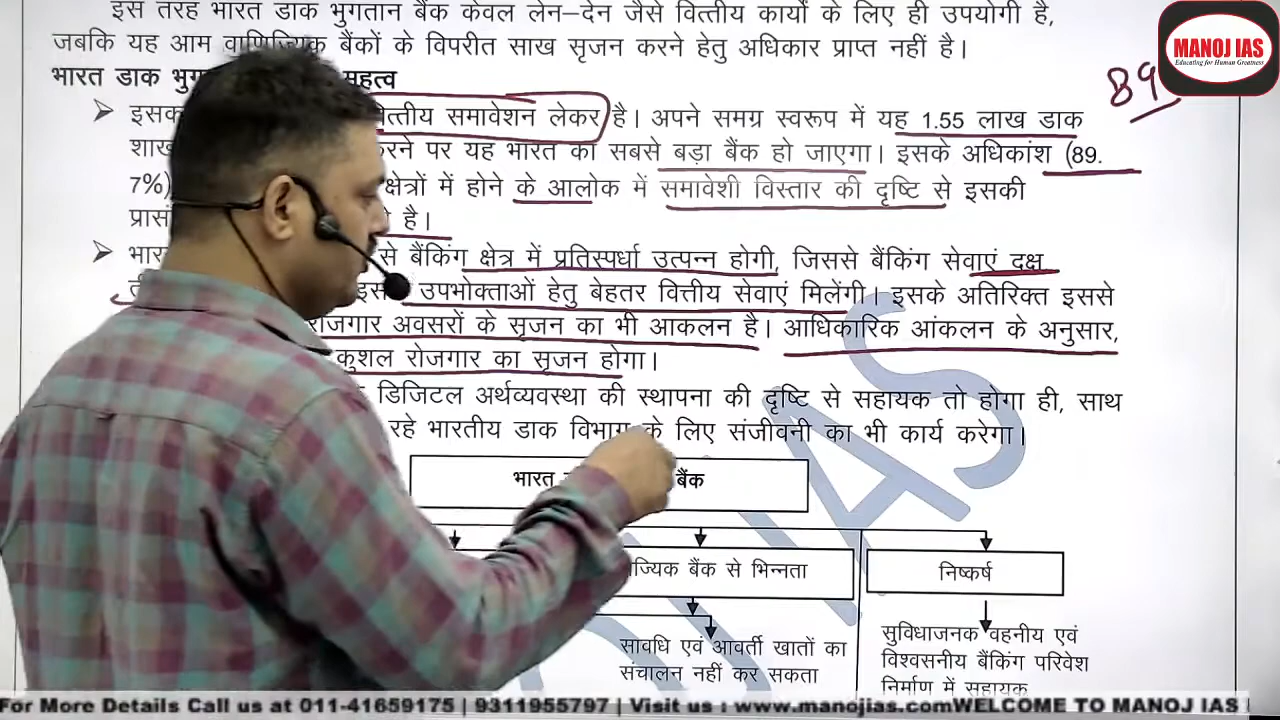 इस तरह भारत डाक भुगतान बैंक केवल लेन–देन जैसे वित्तीय कार्यों के लिए ही उपयोगी है,
जबकि यह आम वाणिज्यिक बैंकों के विपरीत साख सृजन करने हेतु अधिकार प्राप्त नहीं है।
MANOJ IAS
Educating for Human Greatness
भारत डाक महत्व
89
वित्तीय समावेशन लेकर है। अपने समग्र स्वरूप में यह 1.55 लाख डाक
करने पर यह भारत का सबसे बड़ा बैंक हो जाएगा। इसके अधिकांश (89.
7%) क्षेत्रों में होने के आलोक में समावेशी विस्तार की दृष्टि से इसकी
है।
से बैंकिंग क्षेत्र में प्रतिस्पर्धा उत्पन्न होगी, जिससे बैंकिंग सेवाएं दक्ष
उपभोक्ताओं हेतु बेहतर वित्तीय सेवाएं मिलेंगी। इसके अतिरिक्त इससे
रोजगार अवसरों के सृजन का भी आकलन है। आधिकारिक आंकलन के अनुसार,
कुशल रोजगार का सृजन होगा।
डिजिटल अर्थव्यवस्था की स्थापना की दृष्टि से सहायक तो होगा ही, साथ
रहे भारतीय डाक विभाग के लिए संजीवनी का भी कार्य करेगा।
भारत बैंक
बैंक से भिन्नता
निष्कर्ष
सावधि एवं आवर्ती खातों का
संचालन नहीं कर सकता
सुविधाजनक वहनीय एवं
विश्वसनीय बैंकिंग परिवेश
निर्माण में सहायक
IAS
For More Details Call us at 011-41659175 | 9311955797 | Visit us : www.manojias.comWELCOME TO MANOJ IAS